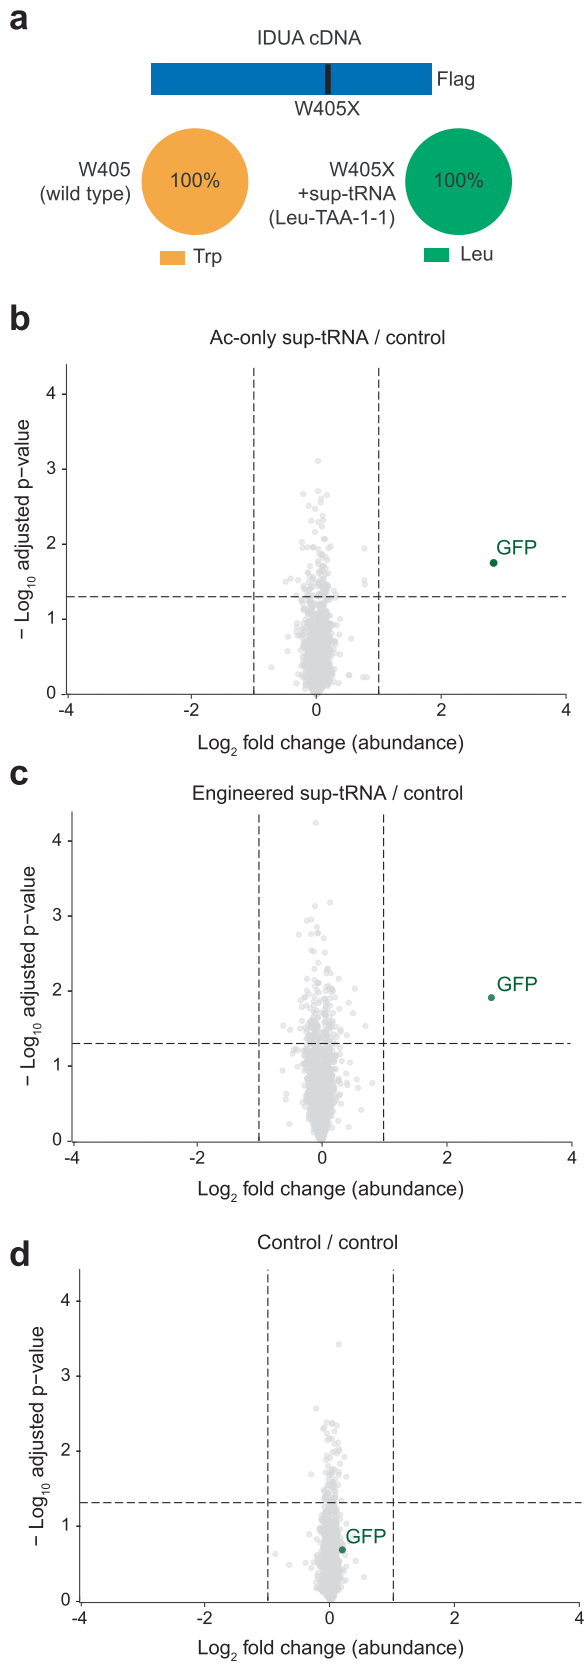 a
IDUA cDNA
Flag
W405X
W405
(wild type)
100%
W405X
+sup-tRNA
(Leu-TAA-1-1)
100%
Trp
Leu
b
Ac-only sup-tRNA / control
− Log10 adjusted p−value
4
3
2
1
0
GFP
-4
-2
0
2
4
Log2 fold change (abundance)
c
Engineered sup-tRNA / control
− Log10 adjusted p−value
4
3
2
1
0
GFP
-4
-2
0
2
4
Log2 fold change (abundance)
d
Control / control
− Log10 adjusted p−value
4
3
2
1
0
GFP
-4
-2
0
2
4
Log2 fold change (abundance)